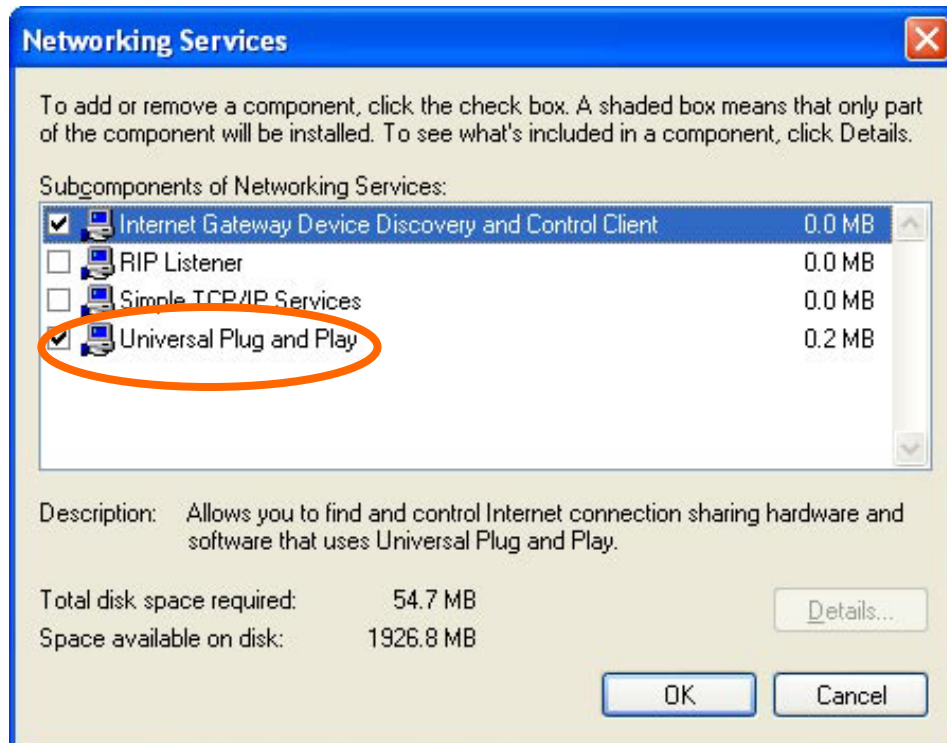 Networking Services
To add or remove a component, click the check box. A shaded box means that only part
of the component will be installed. To see what's included in a component, click Details.
Subcomponents of Networking Services:
Internet Gateway Device Discovery and Control Client 0.0 MB
RIP Listener 0.0 MB
Simple TCP/IP Services 0.0 MB
Universal Plug and Play 0.2 MB
Description: Allows you to find and control Internet connection sharing hardware and
software that uses Universal Plug and Play.
Total disk space required: 54.7 MB
Details...
Space available on disk: 1926.8 MB
OK Cancel